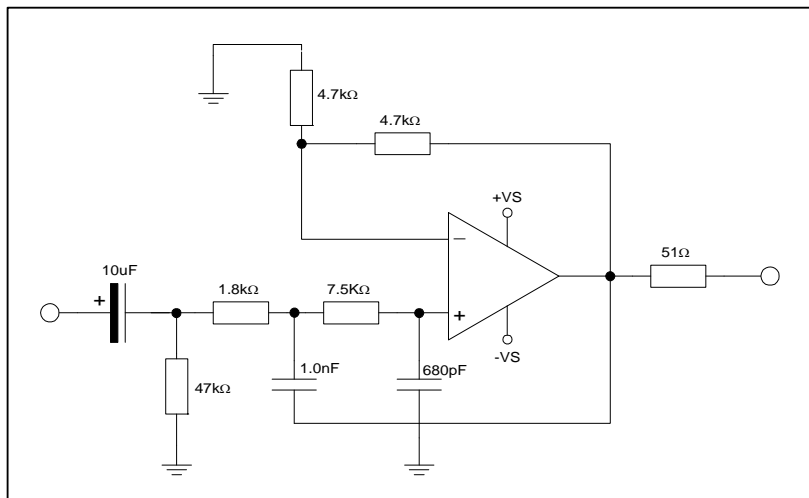 4.7kΩ
4.7kΩ
+VS
−
10uF
51Ω
+
1.8kΩ
7.5KΩ
+
-VS
1.0nF
680pF
47kΩ